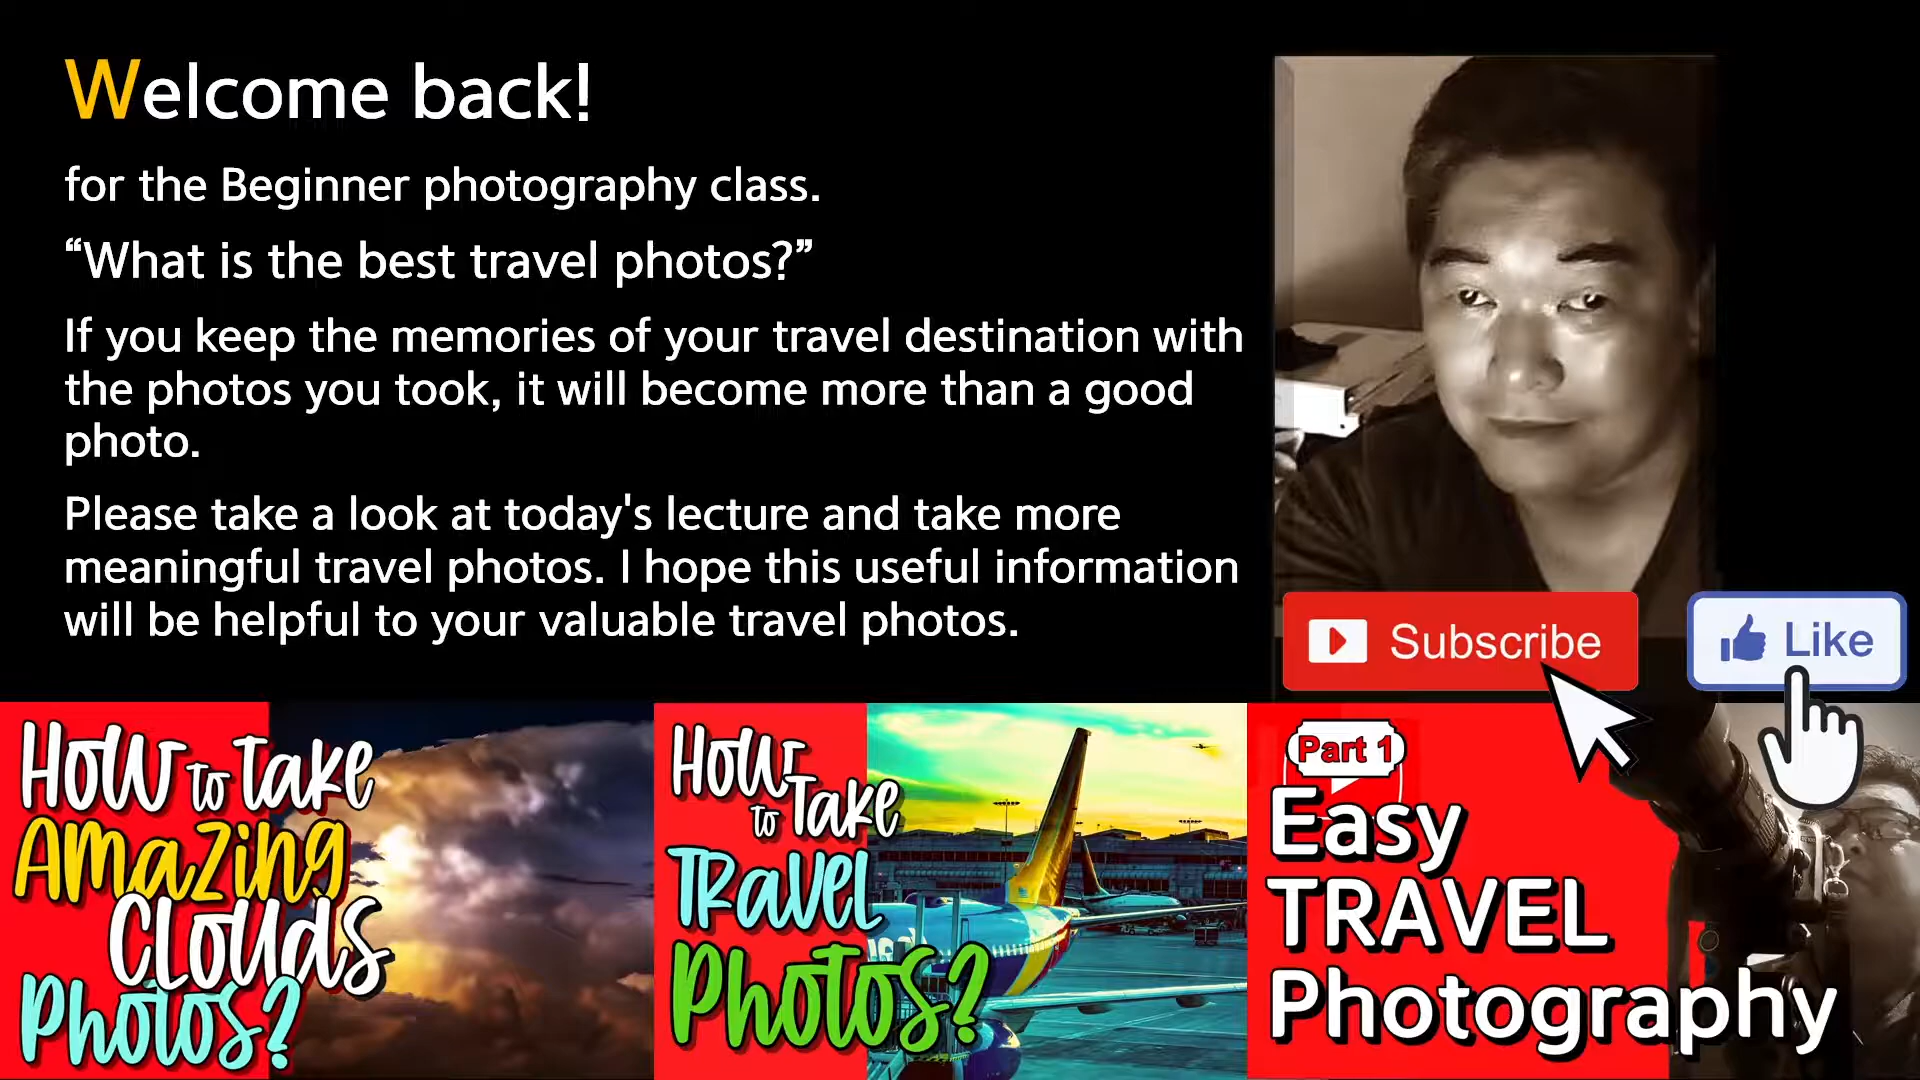 Welcome back!
for the Beginner photography class.
“What is the best travel photos?”
If you keep the memories of your travel destination with
the photos you took, it will become more than a good
photo.
Please take a look at today's lecture and take more
meaningful travel photos. I hope this useful information
will be helpful to your valuable travel photos.
Subscribe
Like
How to Take
Amazing
Clouds
Photos?
How
to Take
Travel
Photos?
Part 1
Easy
TRAVEL
Photography